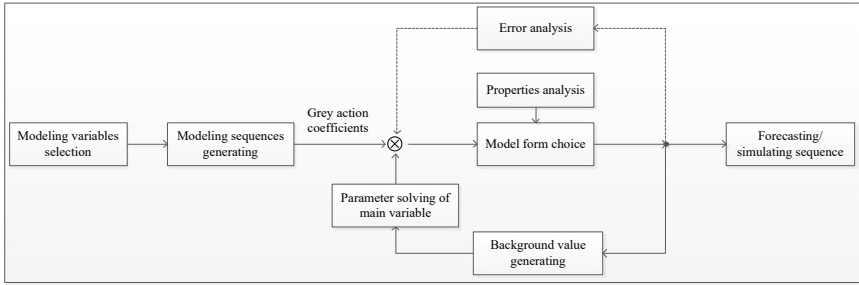 Error analysis
Properties analysis
Grey action
coefficients
Modeling variables
selection
Modeling sequences
generating
Model form choice
Forecasting/
simulating sequence
Parameter solving of
main variable
Background value
generating